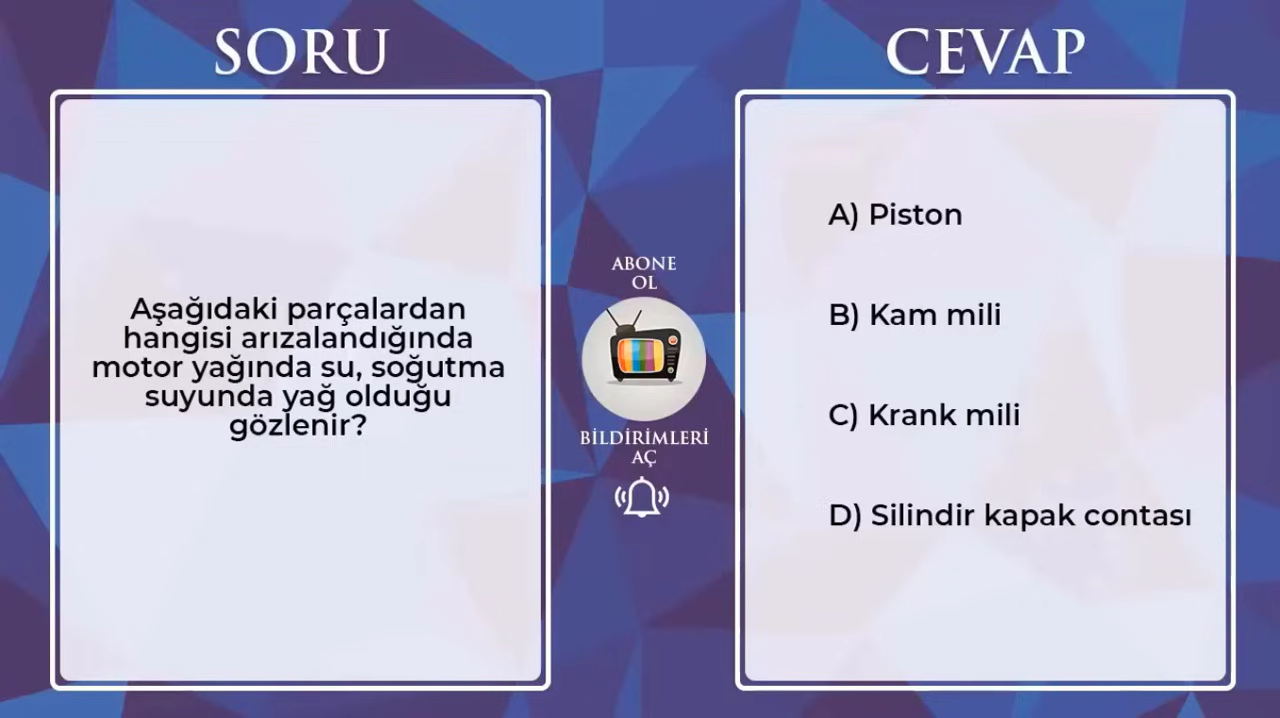 SORU
Aşağıdaki parçalardan
hangisi arızalandığında
motor yağında su, soğutma
suyunda yağ olduğu
gözlenir?
ABONE
OL
BİLDİRİMLERİ
AÇ
CEVAP
A) Piston
B) Kam mili
C) Krank mili
D) Silindir kapak contası